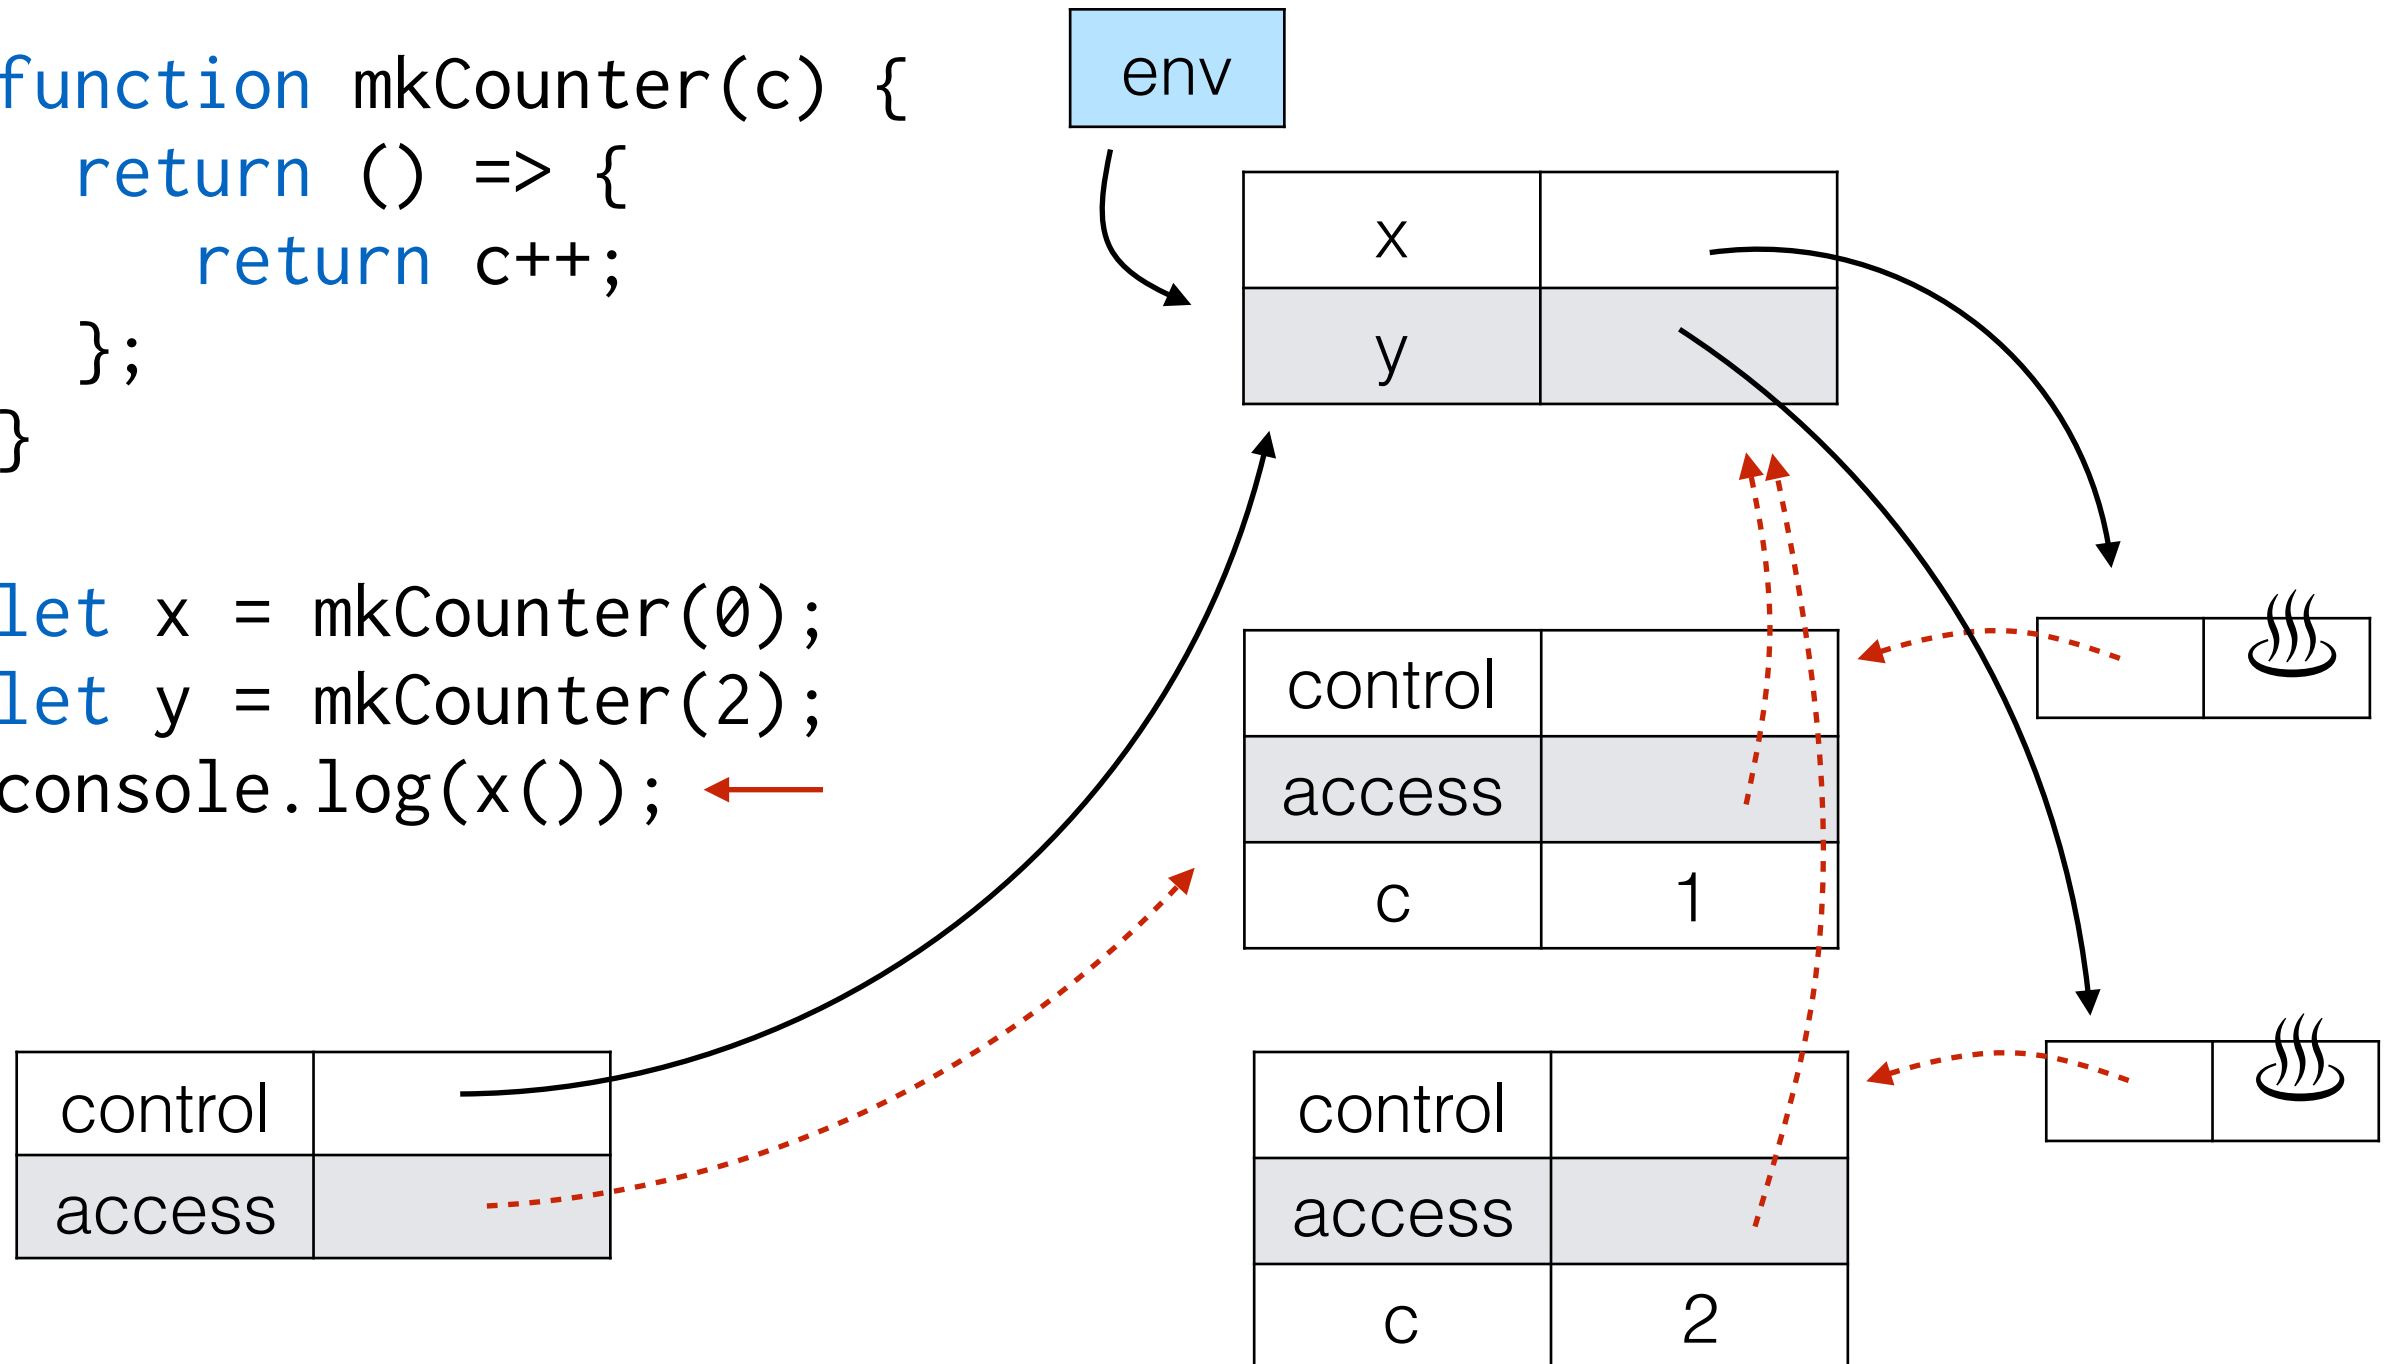 function mkCounter(c) {
return () => {
return c++;
};
}
let x = mkCounter(0);
let y = mkCounter(2);
console.log(x());
env
x
y
control
access
c 1
control
access
c 2
control
access